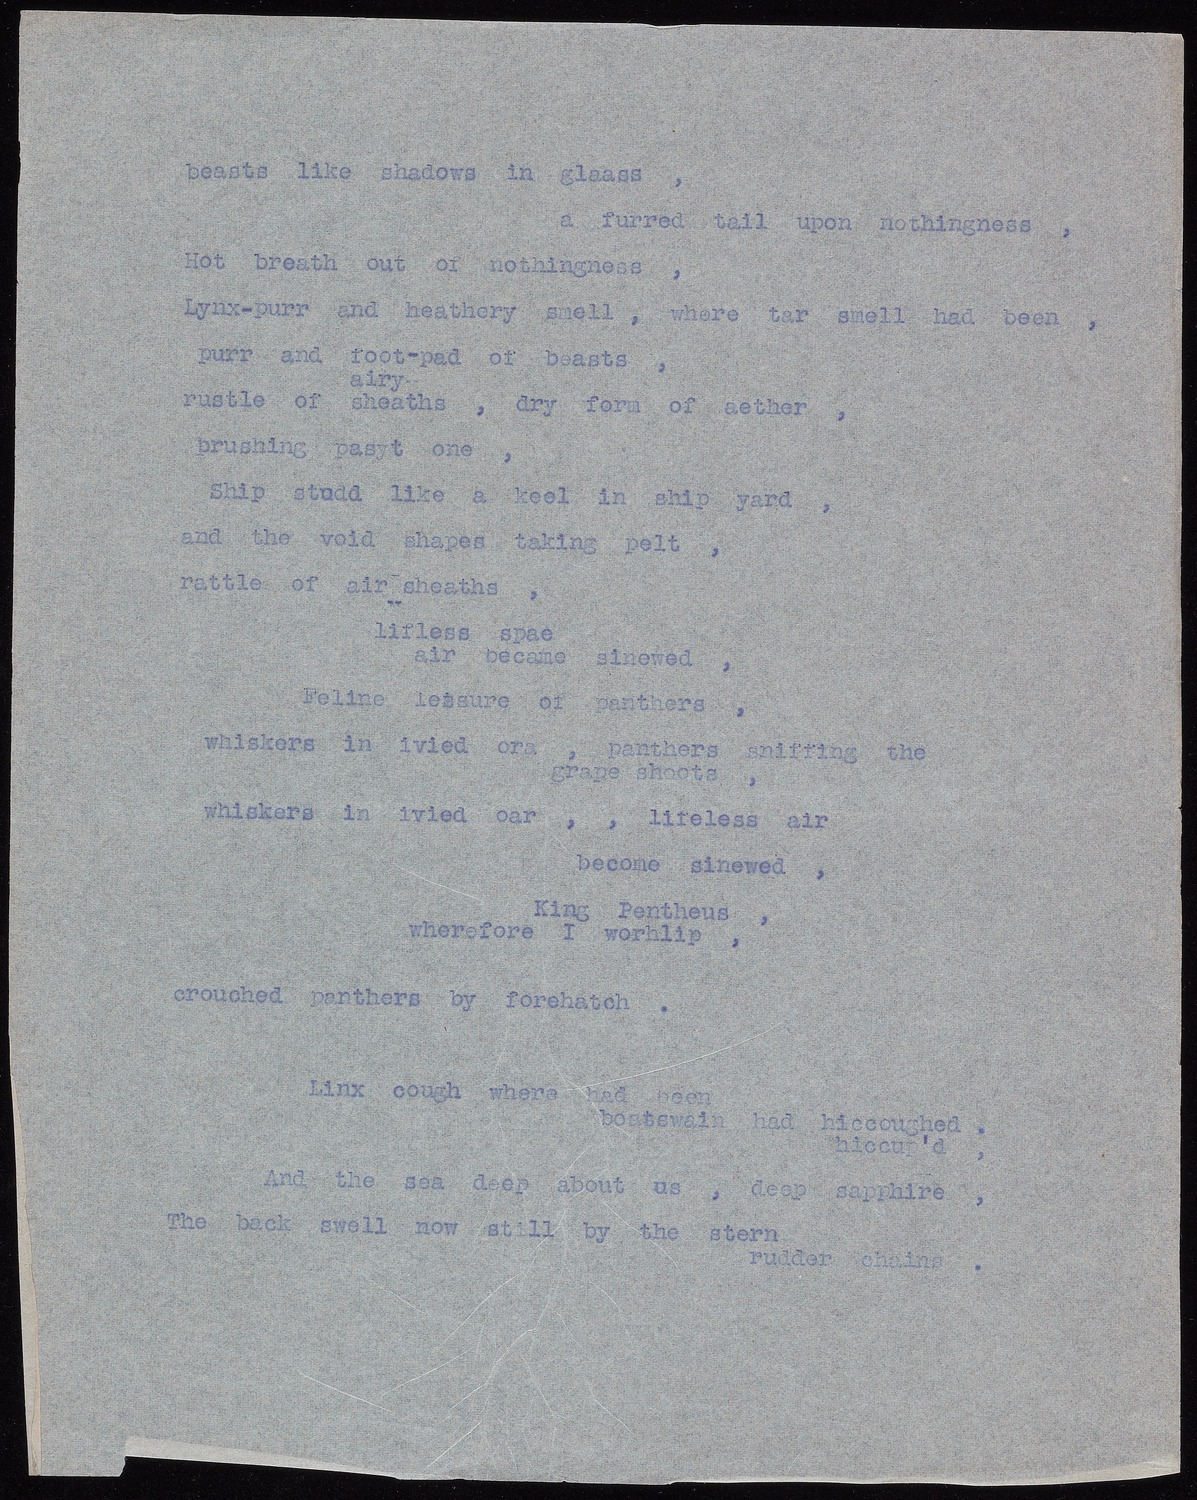 beasts like shadows in glaass ,
a furred tail upon nothingness ,
Hot breath out of nothingness ,
Lynx-purr and heathery smell , where tar smell had been ,
purr and foot-pad of beasts ,
airy-
rustle of sheaths , dry form of aether ,
brushing pasyt one ,
Ship studd like a keel in ship yard ,
and the void shapes taking pelt ,
rattle of air-sheaths ,
lifless spae
air became sinewed ,
Feline leisure of panthers ,
whiskers in ivied ora , panthers sniffing the
grape shoots ,
whiskers in ivied oar , , lifeless air
become sinewed ,
King Pentheus ,
wherefore I worhlip ,
crouched panthers by forehatch .
Linx cough where had been
boatswain had hiccoughed .
hiccup'd ,
And the sea deep about us , deep sapphire ,
The back swell now still by the stern
rudder chains .